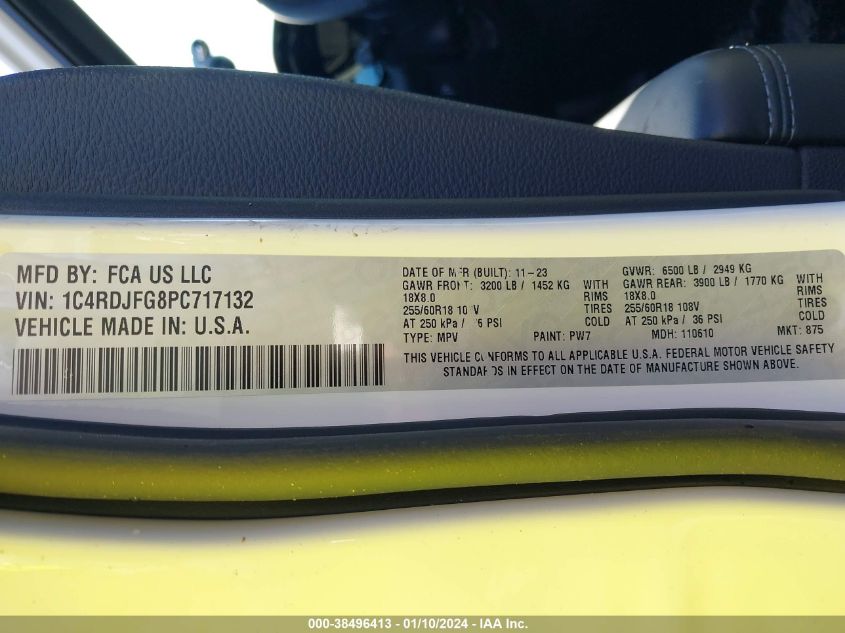 MFD BY: FCA US LLC
VIN: 1C4RDJFG8PC717132
VEHICLE MADE IN: U.S.A.
DATE OF (BUILT): 11-23
GAWR FRONT: 3200 LB / 1452 KG WITH
18X8.0 RIMS
255/60R18 TIRES
AT 250 kPa / PSI COLD
TYPE: MPV PAINT: PW7
GVWR: 6500 LB / 2949 KG
GAWR REAR: 3900 LB / 1770 KG WITH
18X8.0 RIMS
255/60R18 108V TIRES
AT 250 kPa / 36 PSI COLD
MDH: 110610 MKT: 875
THIS VEHICLE CONFORMS TO ALL APPLICABLE U.S.A. FEDERAL MOTOR VEHICLE SAFETY
STANDARDS IN EFFECT ON THE DATE OF MANUFACTURE SHOWN ABOVE.
000-38496413 - 01/10/2024 - IAA Inc.